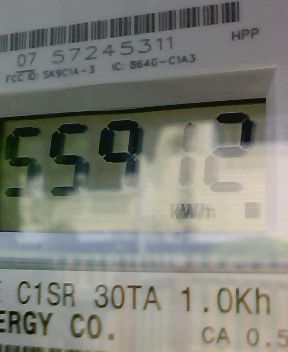 07 57245311
HPP
FCC ID: SK9C1A-3 IC: 864G-C1A3
55912
kWh
C1SR 30TA 1.0Kh
ERGY CO.
CA 0.5